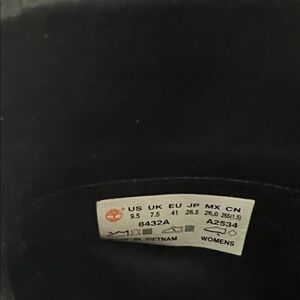 US UK EU JP MX CN
9.5 7.5 41 26.5 26.0 255(1.5)
8432A A2534
VIETNAM WOMENS